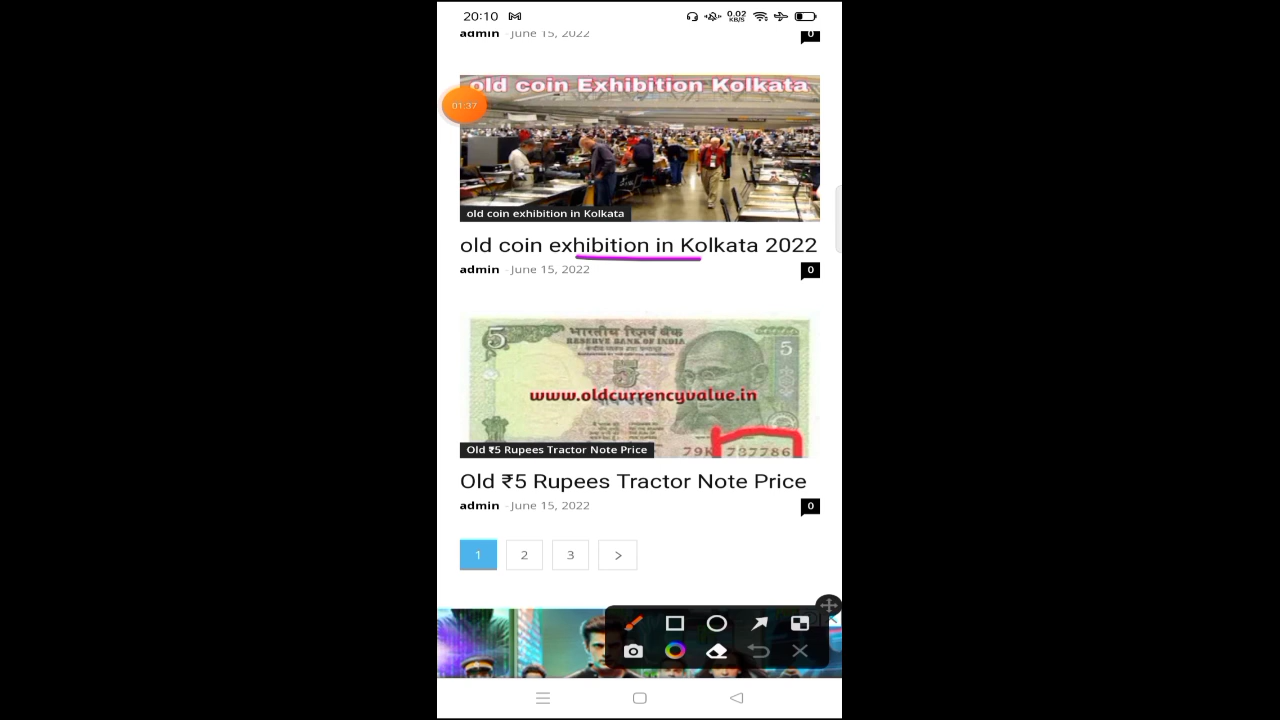 20:10
0.02
KB/S
admin - June 15, 2022
0
old coin Exhibition Kolkata
01:37
old coin exhibition in Kolkata
old coin exhibition in Kolkata 2022
admin - June 15, 2022
0
5
भारतीय रिज़र्व बैंक
RESERVE BANK OF INDIA
5
5
www.oldcurrencyvalue.in
79K 787786
Old ₹5 Rupees Tractor Note Price
Old ₹5 Rupees Tractor Note Price
admin - June 15, 2022
0
1
2
3
>